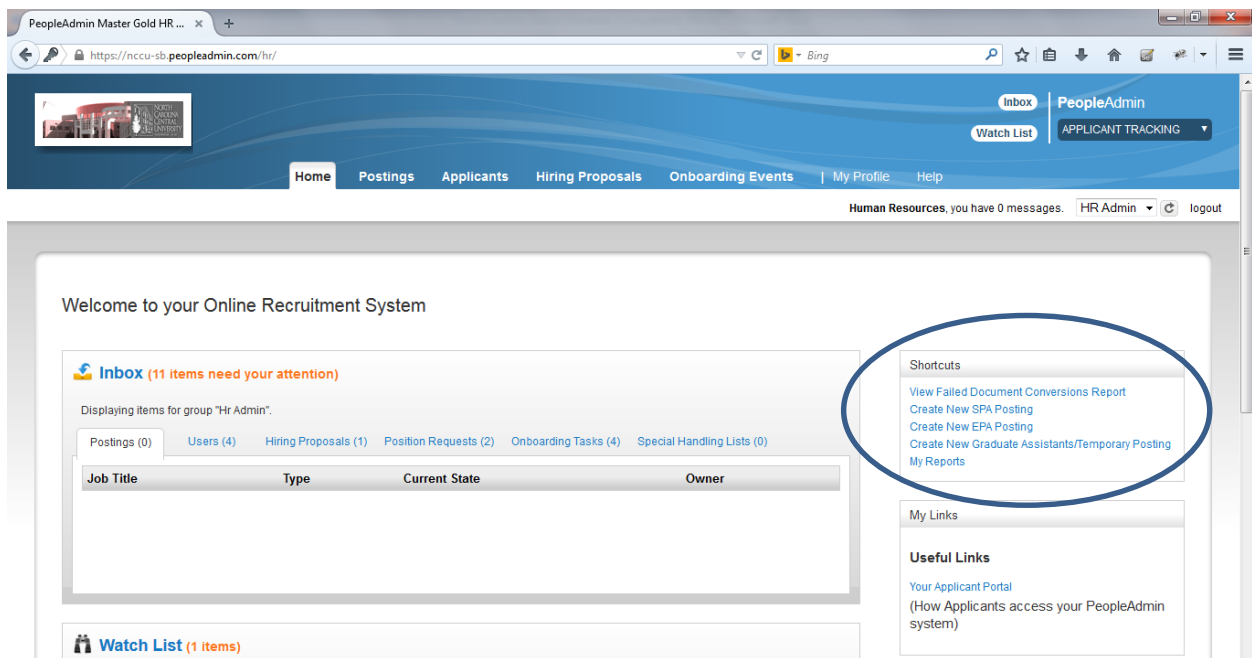 PeopleAdmin Master Gold HR ...
https://nccu-sb.peopleadmin.com/hr/
Bing
NORTH
CAROLINA
CENTRAL
UNIVERSITY
Inbox
PeopleAdmin
Watch List
APPLICANT TRACKING
Home Postings Applicants Hiring Proposals Onboarding Events | My Profile Help
Human Resources, you have 0 messages. HR Admin logout
Welcome to your Online Recruitment System
Inbox (11 items need your attention)
Displaying items for group "Hr Admin".
Postings (0) Users (4) Hiring Proposals (1) Position Requests (2) Onboarding Tasks (4) Special Handling Lists (0)
Job Title Type Current State Owner
Watch List (1 items)
Shortcuts
View Failed Document Conversions Report
Create New SPA Posting
Create New EPA Posting
Create New Graduate Assistants/Temporary Posting
My Reports
My Links
Useful Links
Your Applicant Portal
(How Applicants access your PeopleAdmin
system)